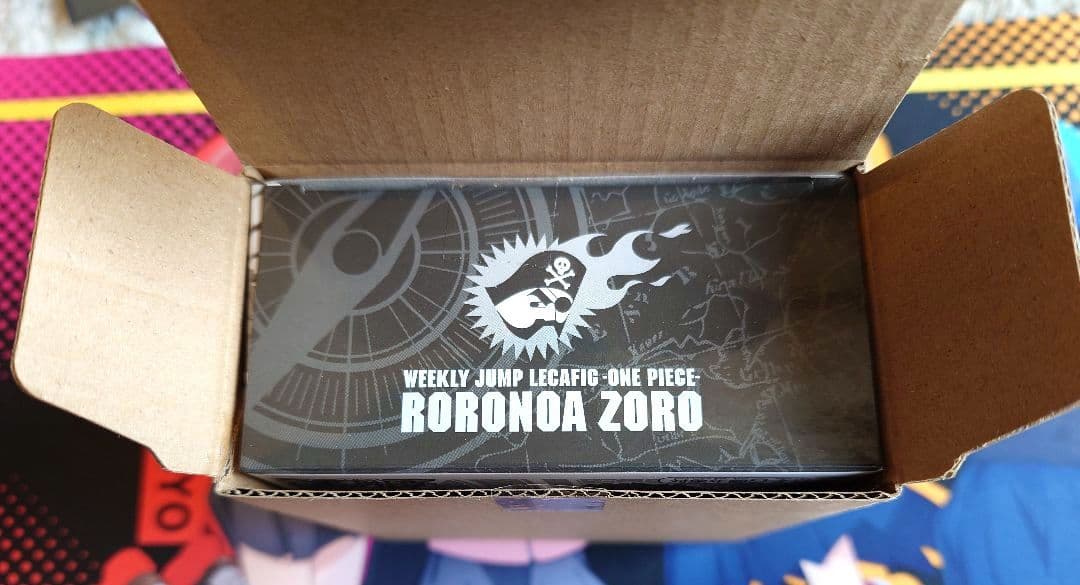 WEEKLY JUMP LECAFIG -ONE PIECE-
RORONOA ZORO